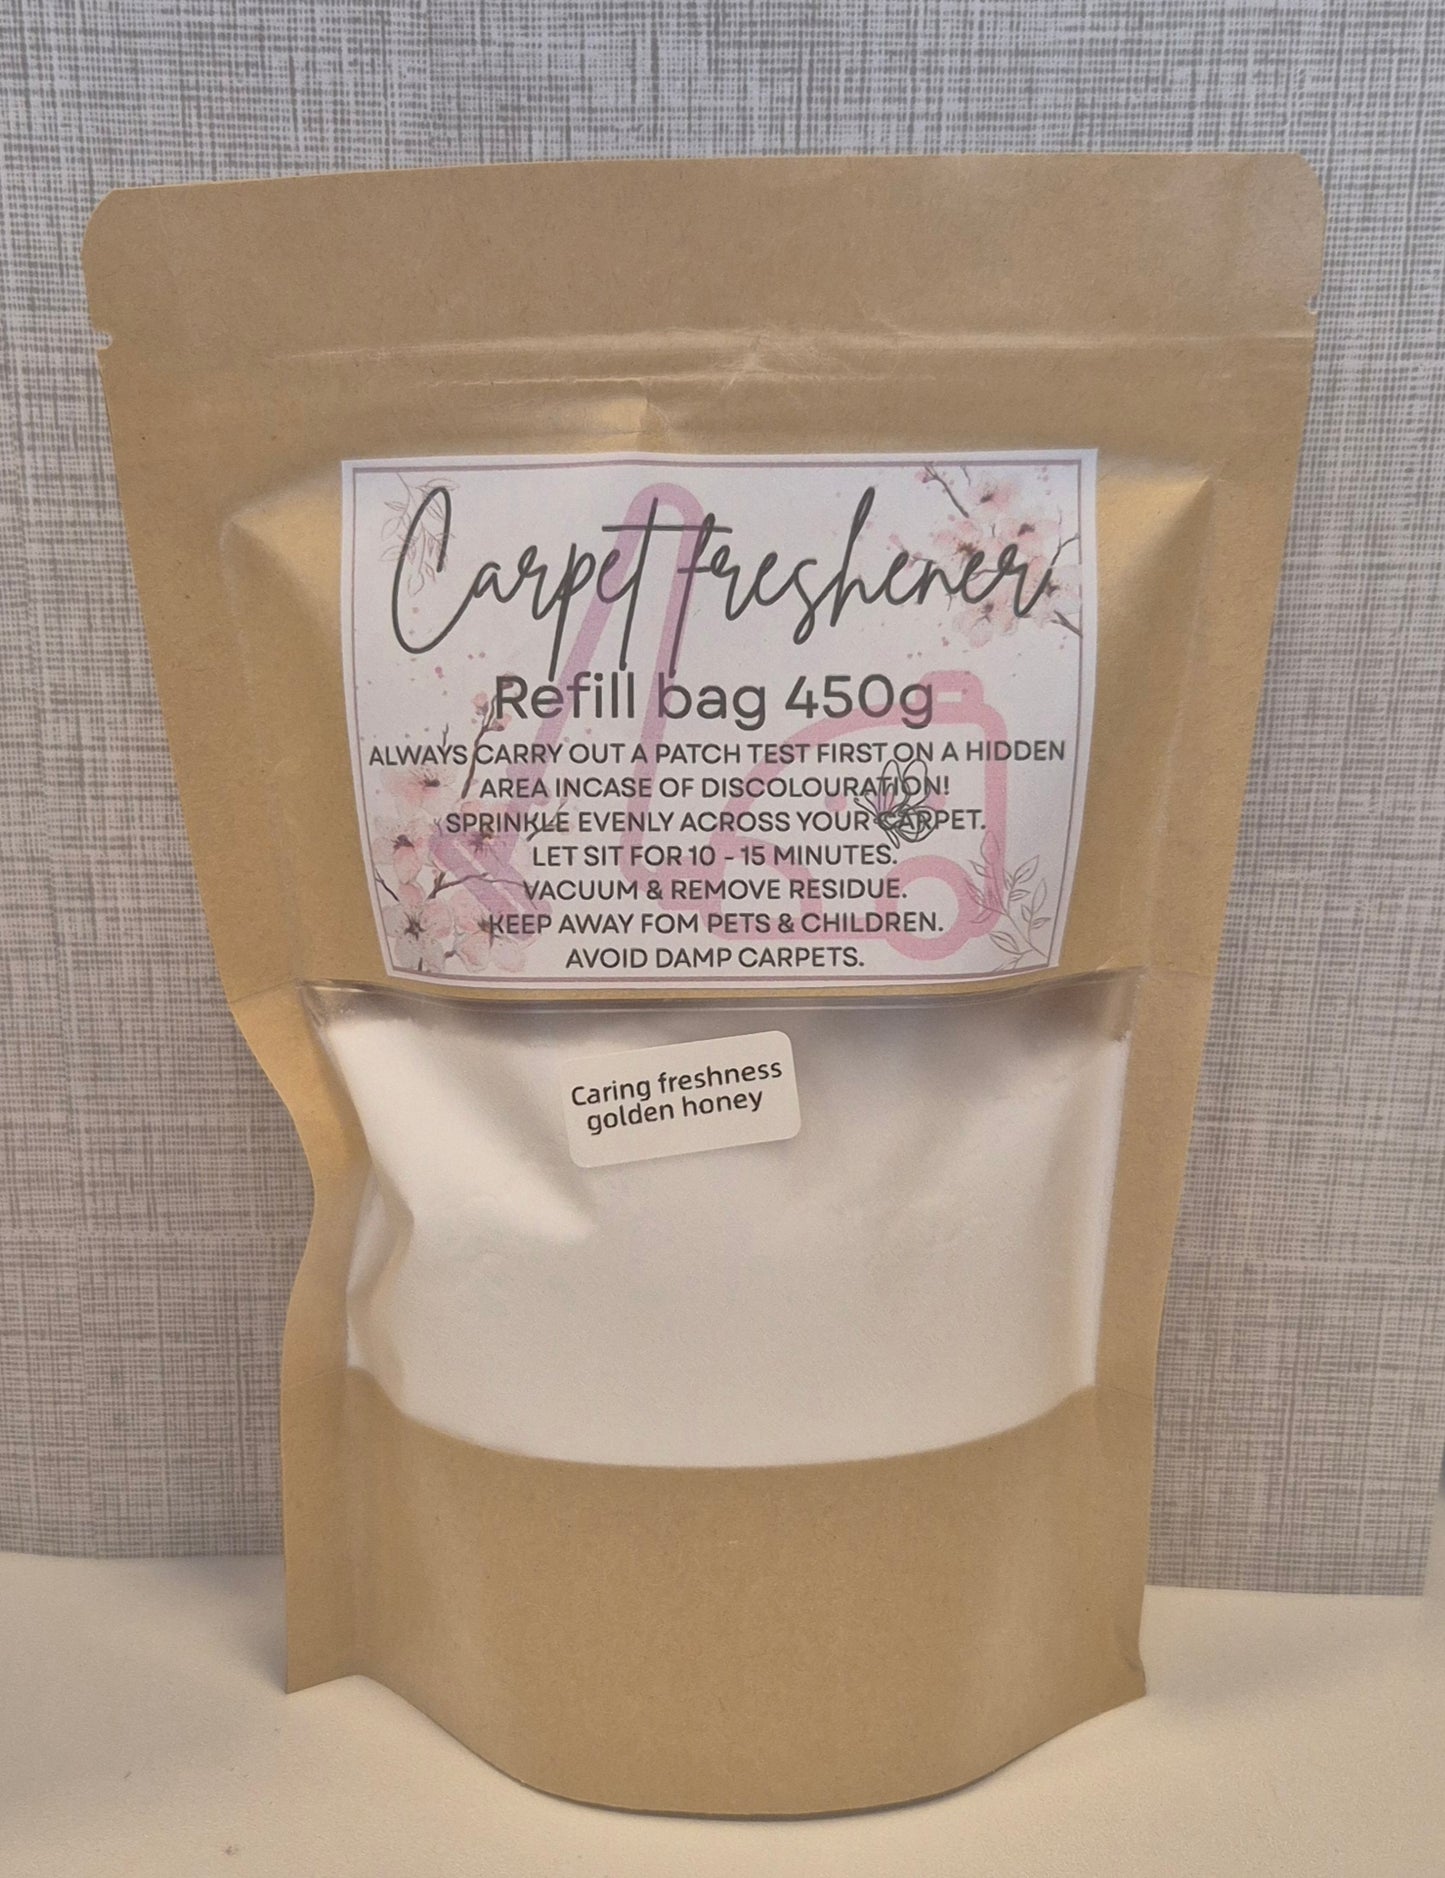 Carpet freshener
Refill bag 450g
ALWAYS CARRY OUT A PATCH TEST FIRST ON A HIDDEN
AREA INCASE OF DISCOLOURATION!
SPRINKLE EVENLY ACROSS YOUR CARPET.
LET SIT FOR 10 - 15 MINUTES.
VACUUM & REMOVE RESIDUE.
KEEP AWAY FOM PETS & CHILDREN.
AVOID DAMP CARPETS.
Caring freshness
golden honey